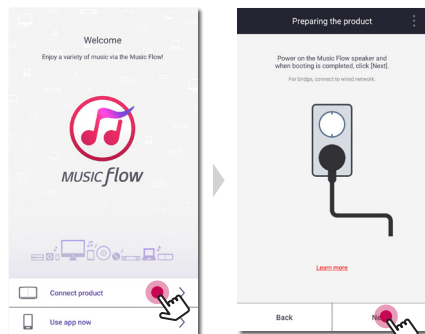 Welcome
Enjoy a variety of music via the Music Flow!
MUSIC flow
Connect product
Use app now
Preparing the product
Power on the Music Flow speaker and
when booting is completed, click [Next].
For bridge, connect to wired network.
Learn more
Back